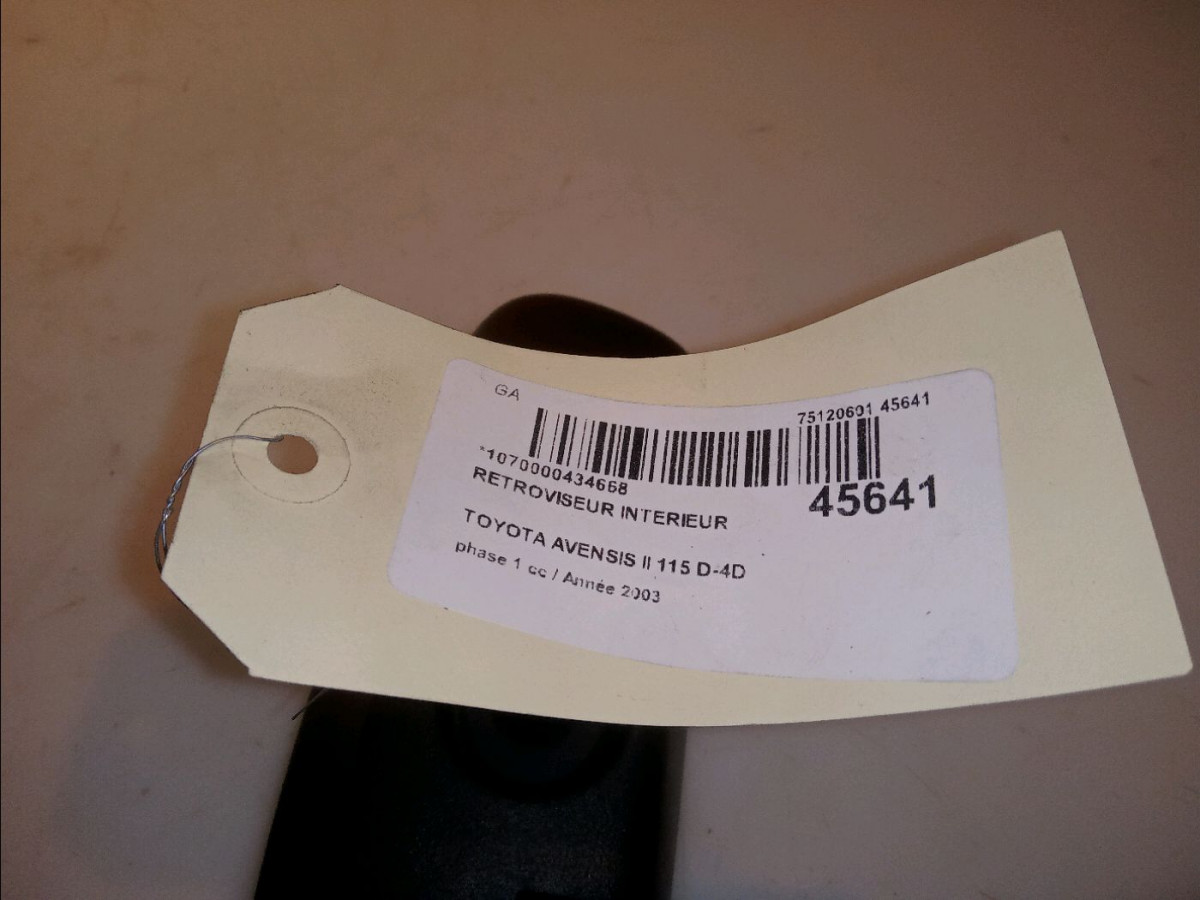 GA
75120601 45641
*1070000434668
45641
RETROVISEUR INTERIEUR
TOYOTA AVENSIS II 115 D-4D
phase 1 cc / Année 2003